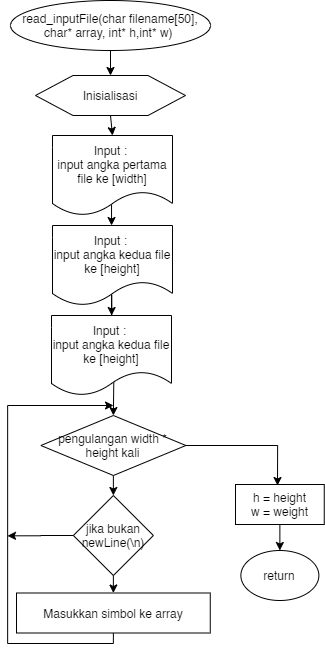 read_inputFile(char filename[50],
char* array, int* h,int* w)
Inisialisasi
Input :
input angka pertama
file ke [width]
Input :
input angka kedua file
ke [height]
Input :
input angka kedua file
ke [height]
pengulangan width *
height kali
h = height
w = weight
jika bukan
newLine(\n)
return
Masukkan simbol ke array